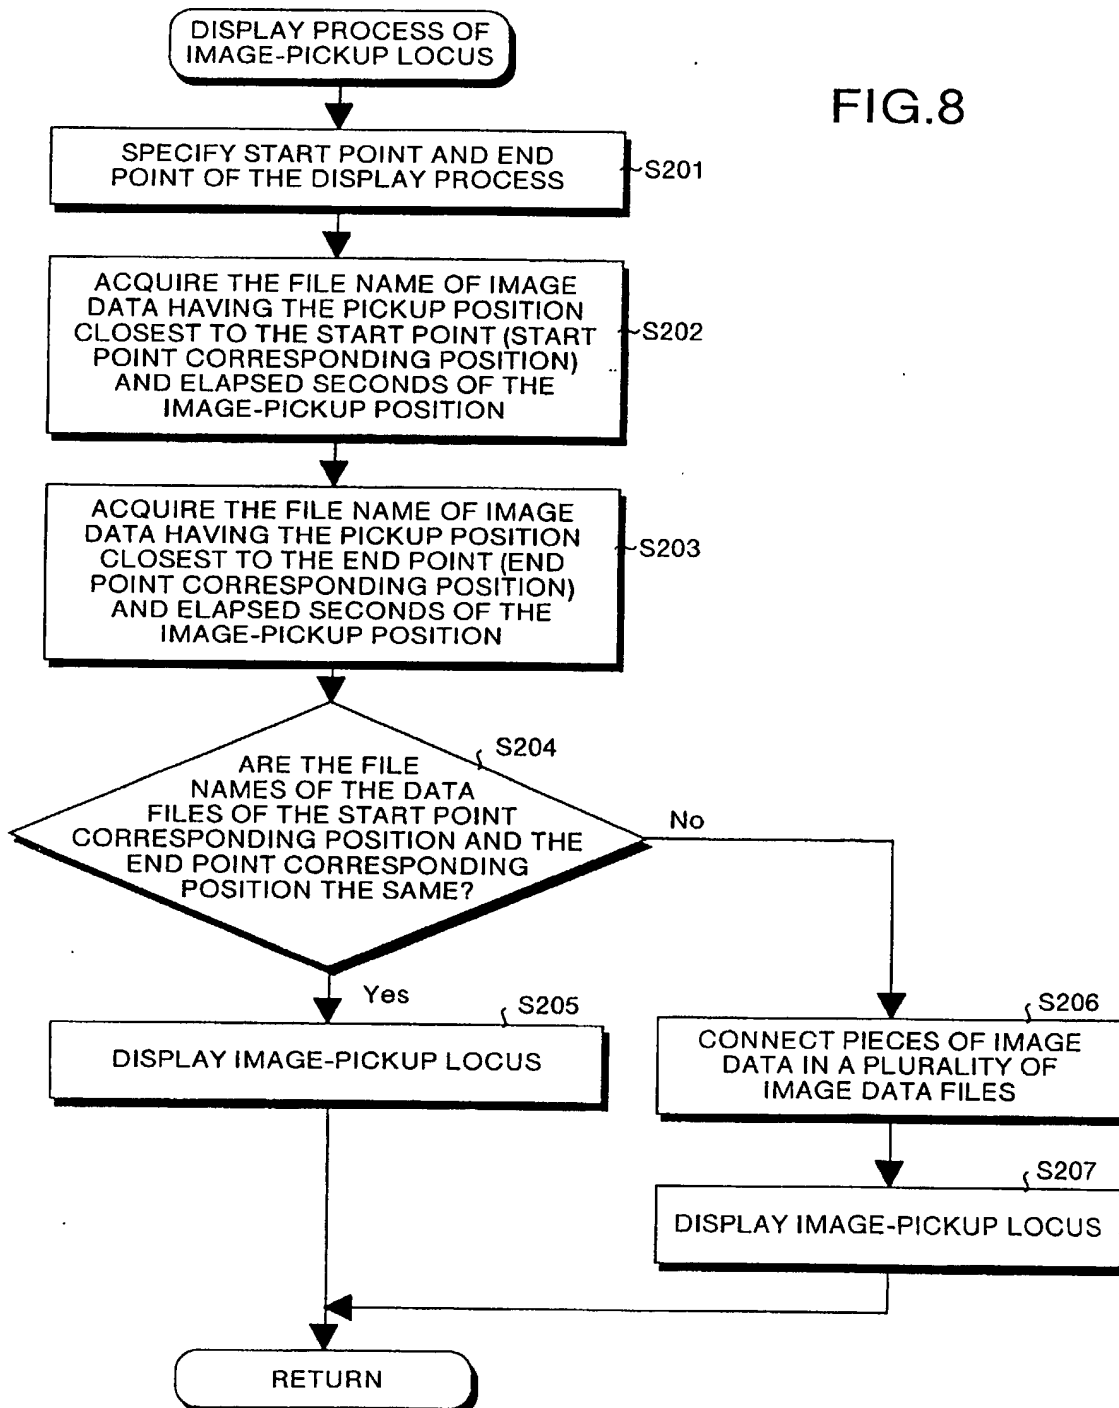 DISPLAY PROCESS OF
IMAGE-PICKUP LOCUS
FIG.8
SPECIFY START POINT AND END
POINT OF THE DISPLAY PROCESS
S201
ACQUIRE THE FILE NAME OF IMAGE
DATA HAVING THE PICKUP POSITION
CLOSEST TO THE START POINT (START
POINT CORRESPONDING POSITION)
AND ELAPSED SECONDS OF THE
IMAGE-PICKUP POSITION
S202
ACQUIRE THE FILE NAME OF IMAGE
DATA HAVING THE PICKUP POSITION
CLOSEST TO THE END POINT (END
POINT CORRESPONDING POSITION)
AND ELAPSED SECONDS OF THE
IMAGE-PICKUP POSITION
S203
S204
ARE THE FILE
NAMES OF THE DATA
FILES OF THE START POINT
CORRESPONDING POSITION AND THE
END POINT CORRESPONDING
POSITION THE SAME?
No
Yes
S205
DISPLAY IMAGE-PICKUP LOCUS
S206
CONNECT PIECES OF IMAGE
DATA IN A PLURALITY OF
IMAGE DATA FILES
S207
DISPLAY IMAGE-PICKUP LOCUS
RETURN